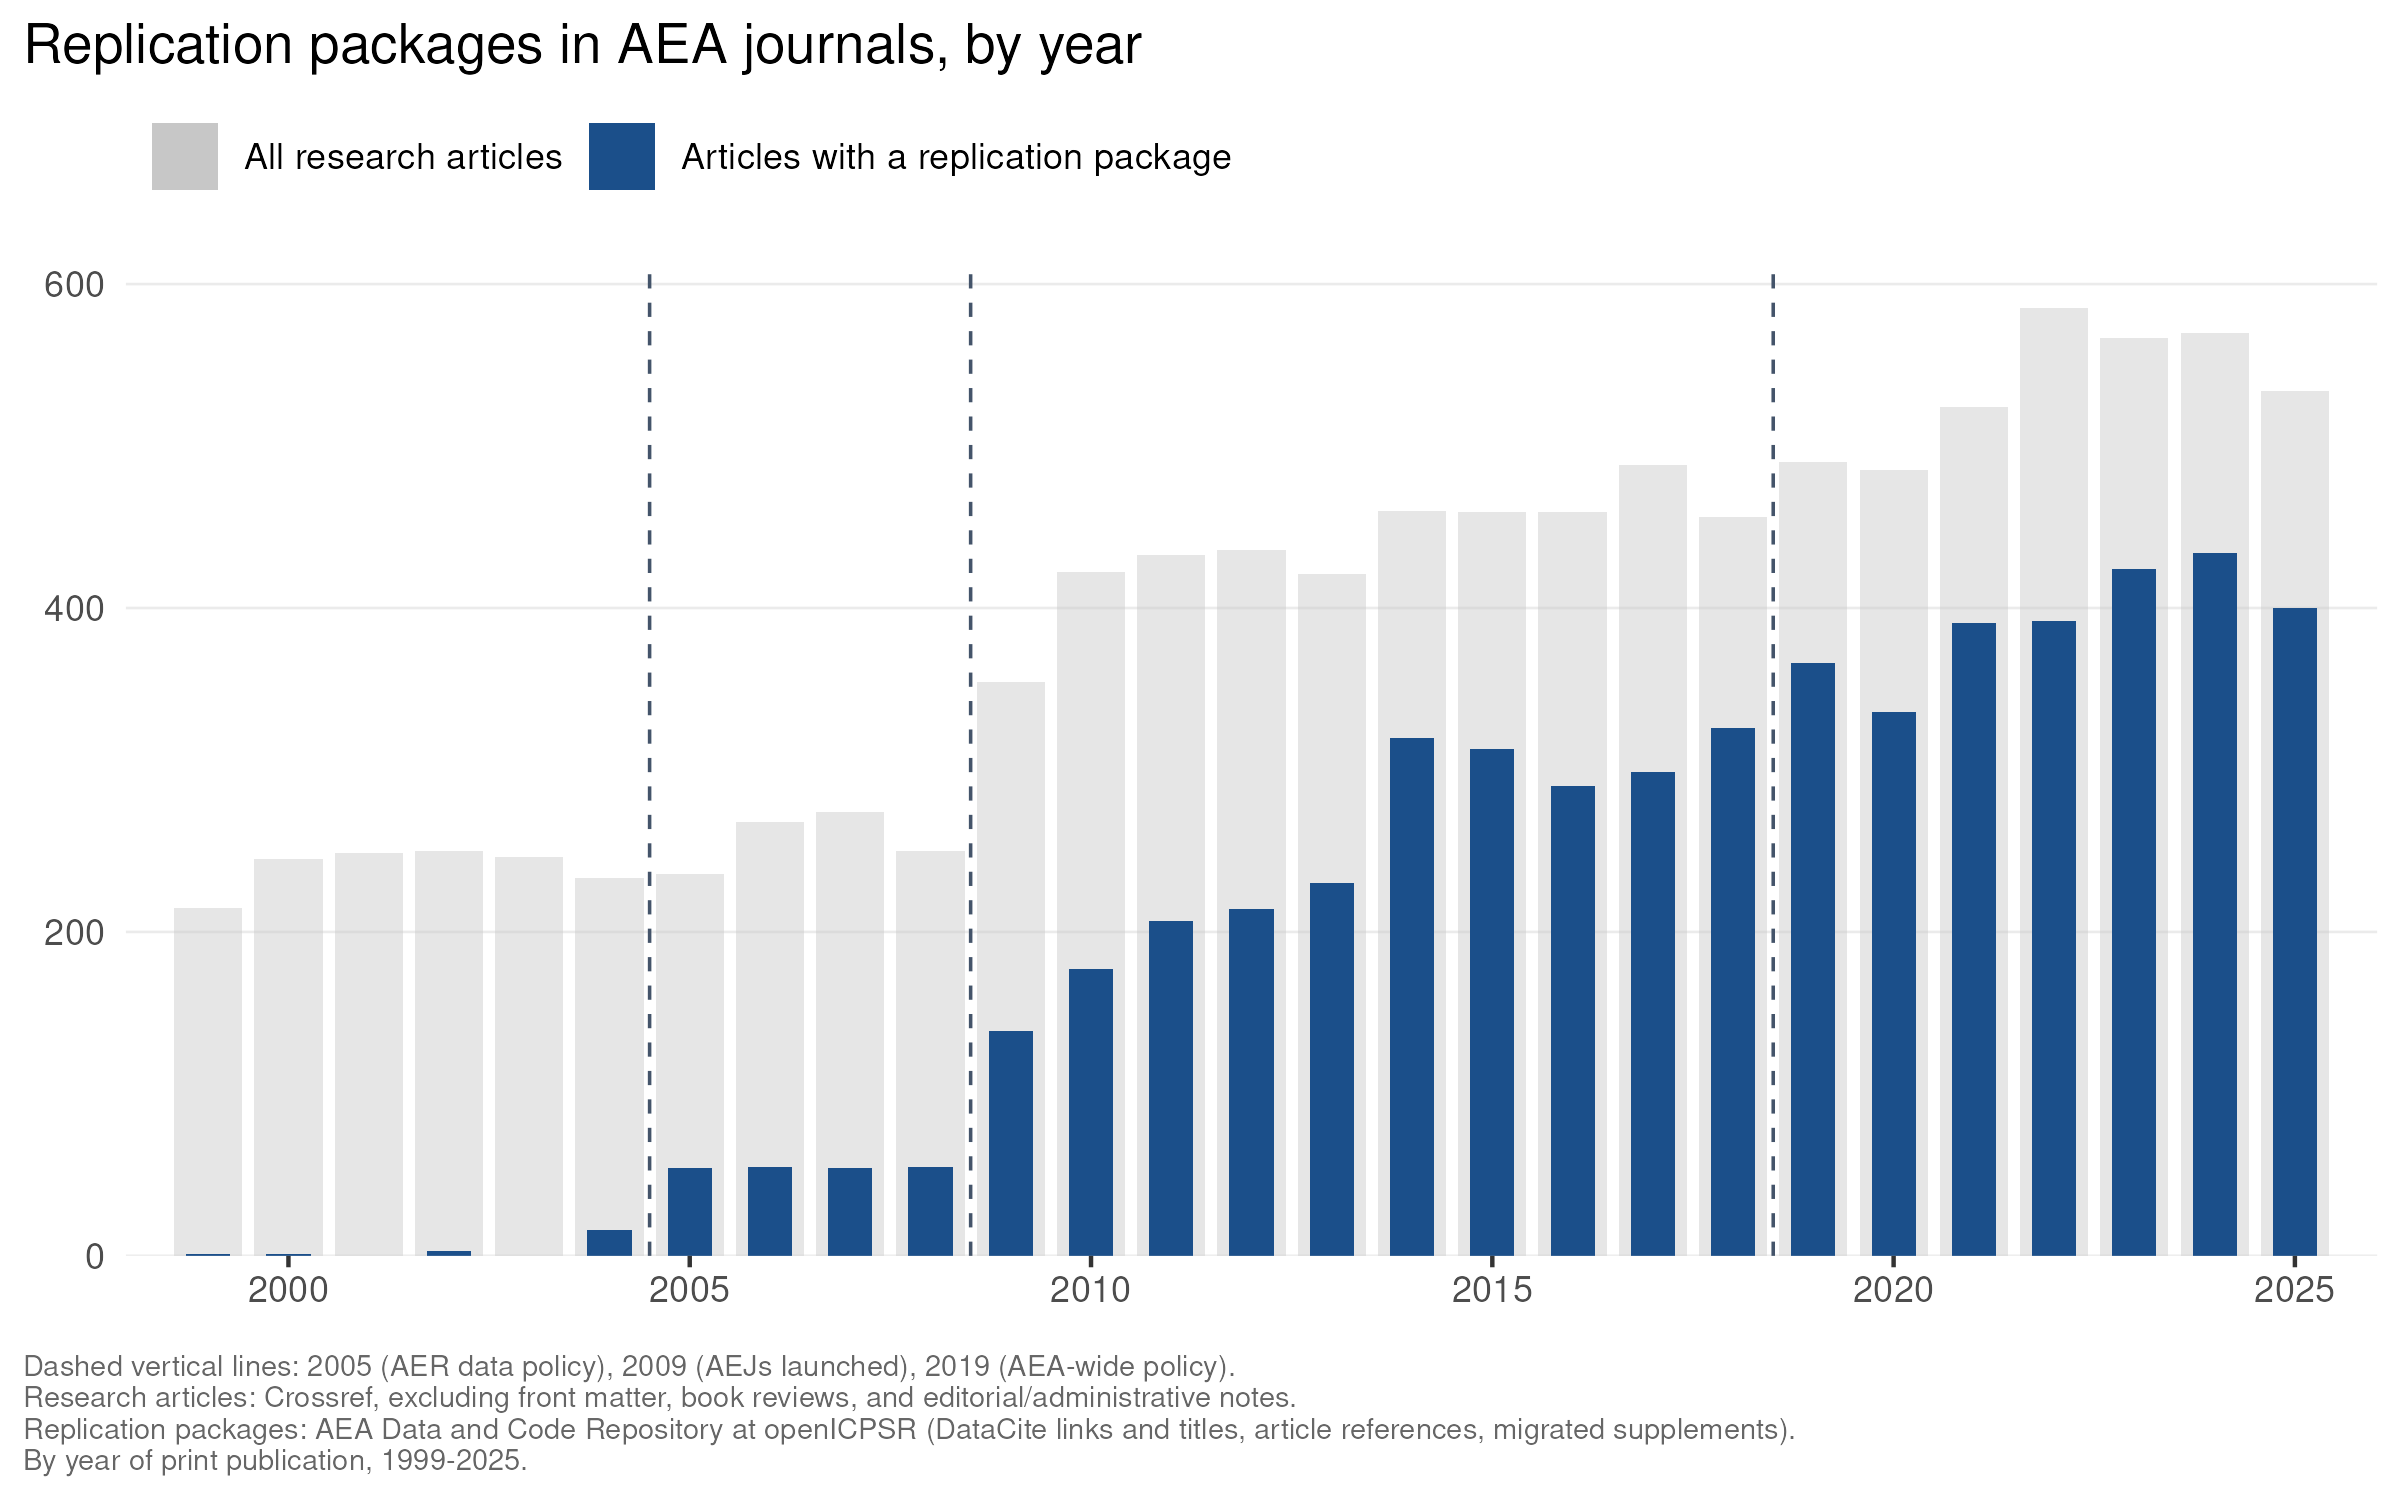 Replication packages in AEA journals, by year
All research articles
Articles with a replication package
600
400
200
0
2000
2005
2010
2015
2020
2025
Dashed vertical lines: 2005 (AER data policy), 2009 (AEJs launched), 2019 (AEA-wide policy).
Research articles: Crossref, excluding front matter, book reviews, and editorial/administrative notes.
Replication packages: AEA Data and Code Repository at openICPSR (DataCite links and titles, article references, migrated supplements).
By year of print publication, 1999-2025.